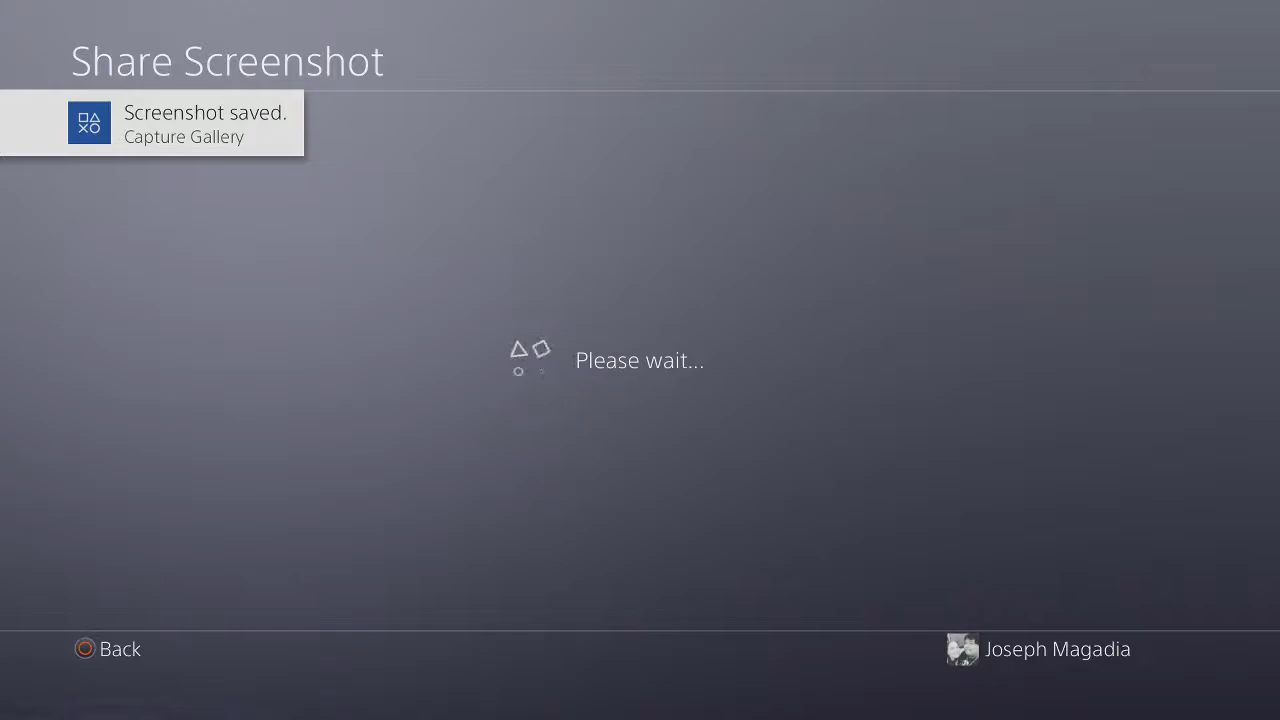 Share Screenshot
Screenshot saved.
Capture Gallery
Please wait...
Back
Joseph Magadia